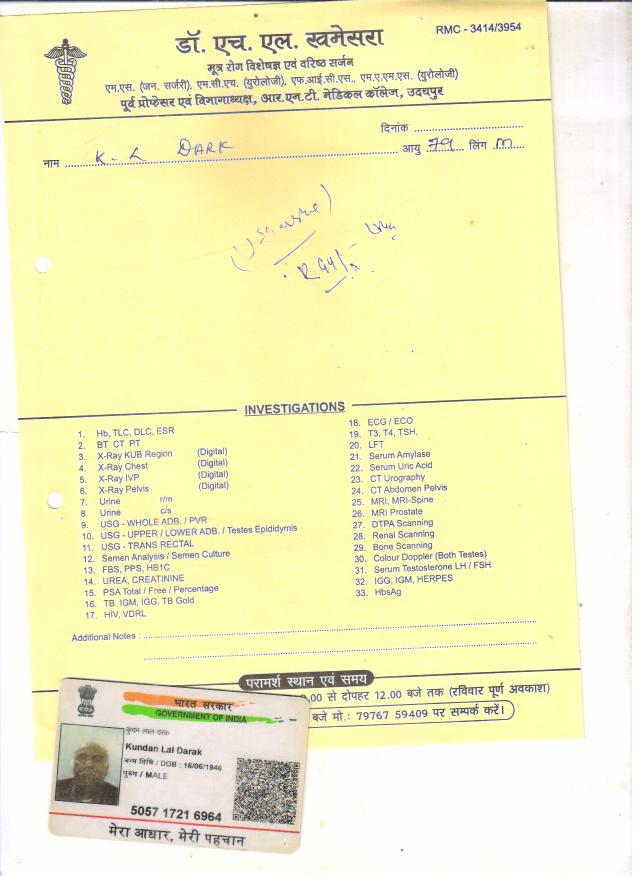 RMC - 3414/3954
डॉ. एच. एल. खमेसरा
मूत्र रोग विशेषज्ञ एवं वरिष्ठ सर्जन
एम.एस. (जन. सर्जरी), एम.सी.एच. (युरोलोजी), एफ.आई.सी.एस., एम.ए.एम.एस. (युरोलोजी)
पूर्व प्रोफेसर एवं विभागाध्यक्ष, आर.एन.टी. मेडिकल कॉलेज, उदयपुर
दिनांक
नाम K. L DARK आयु 79 लिंग M
INVESTIGATIONS
1. Hb, TLC, DLC, ESR
2. BT CT PT
3. X-Ray KUB Region (Digital)
4. X-Ray Chest (Digital)
5. X-Ray IVP (Digital)
6. X-Ray Pelvis (Digital)
7. Urine r/m
8 Urine c/s
9. USG - WHOLE ADB. / PVR
10. USG - UPPER / LOWER ADB. / Testes Epididymis
11. USG - TRANS RECTAL
12. Semen Analysis / Semen Culture
13. FBS, PPS, HB1C
14. UREA, CREATININE
15. PSA Total / Free / Percentage
16. TB IGM, IGG, TB Gold
17. HIV, VDRL
18. ECG / ECO
19. T3, T4, TSH,
20. LFT
21. Serum Amylase
22. Serum Uric Acid
23. CT Urography
24. CT Abdomen Pelvis
25. MRI, MRI-Spine
26. MRI Prostate
27. DTPA Scanning
28. Renal Scanning
29. Bone Scanning
30. Colour Doppler (Both Testes)
31. Serum Testosterone LH / FSH
32. IGG, IGM, HERPES
33. HbsAg
Additional Notes :
परामर्श स्थान एवं समय
.00 से दोपहर 12.00 बजे तक (रविवार पूर्ण अवकाश)
बजे मो.: 79767 59409 पर सम्पर्क करें।
भारत सरकार
GOVERNMENT OF INDIA
कुंदन लाल दरक
Kundan Lal Darak
जन्म तिथि / DOB : 16/06/1946
पुरुष / MALE
5057 1721 6964
मेरा आधार, मेरी पहचान